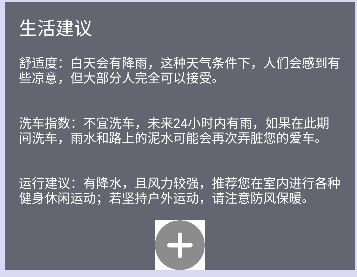 生活建议
舒适度：白天会有降雨，这种天气条件下，人们会感到有
些凉意，但大部分人完全可以接受。
洗车指数：不宜洗车，未来24小时内有雨，如果在此期
间洗车，雨水和路上的泥水可能会再次弄脏您的爱车。
运行建议：有降水，且风力较强，推荐您在室内进行各种
健身休闲运动；若坚持户外运动，请注意防风保暖。